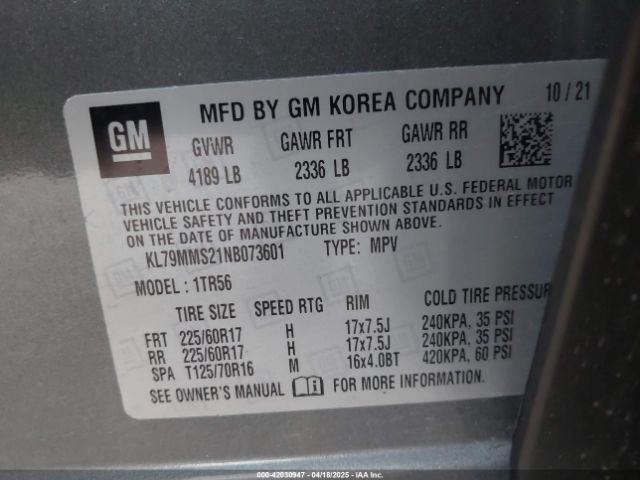 GM
MFD BY GM KOREA COMPANY 10 / 21
GVWR GAWR FRT GAWR RR
4189 LB 2336 LB 2336 LB
THIS VEHICLE CONFORMS TO ALL APPLICABLE U.S. FEDERAL MOTOR
VEHICLE SAFETY AND THEFT PREVENTION STANDARDS IN EFFECT
ON THE DATE OF MANUFACTURE SHOWN ABOVE.
KL79MMS21NB073601 TYPE: MPV
MODEL : 1TR56
TIRE SIZE SPEED RTG RIM COLD TIRE PRESSUR
FRT 225/60R17 H 17x7.5J 240KPA, 35 PSI
RR 225/60R17 H 17x7.5J 240KPA, 35 PSI
SPA T125/70R16 M 16x4.0BT 420KPA, 60 PSI
SEE OWNER'S MANUAL FOR MORE INFORMATION.
000-42030947 - 04/18/2025 - IAAI.COM